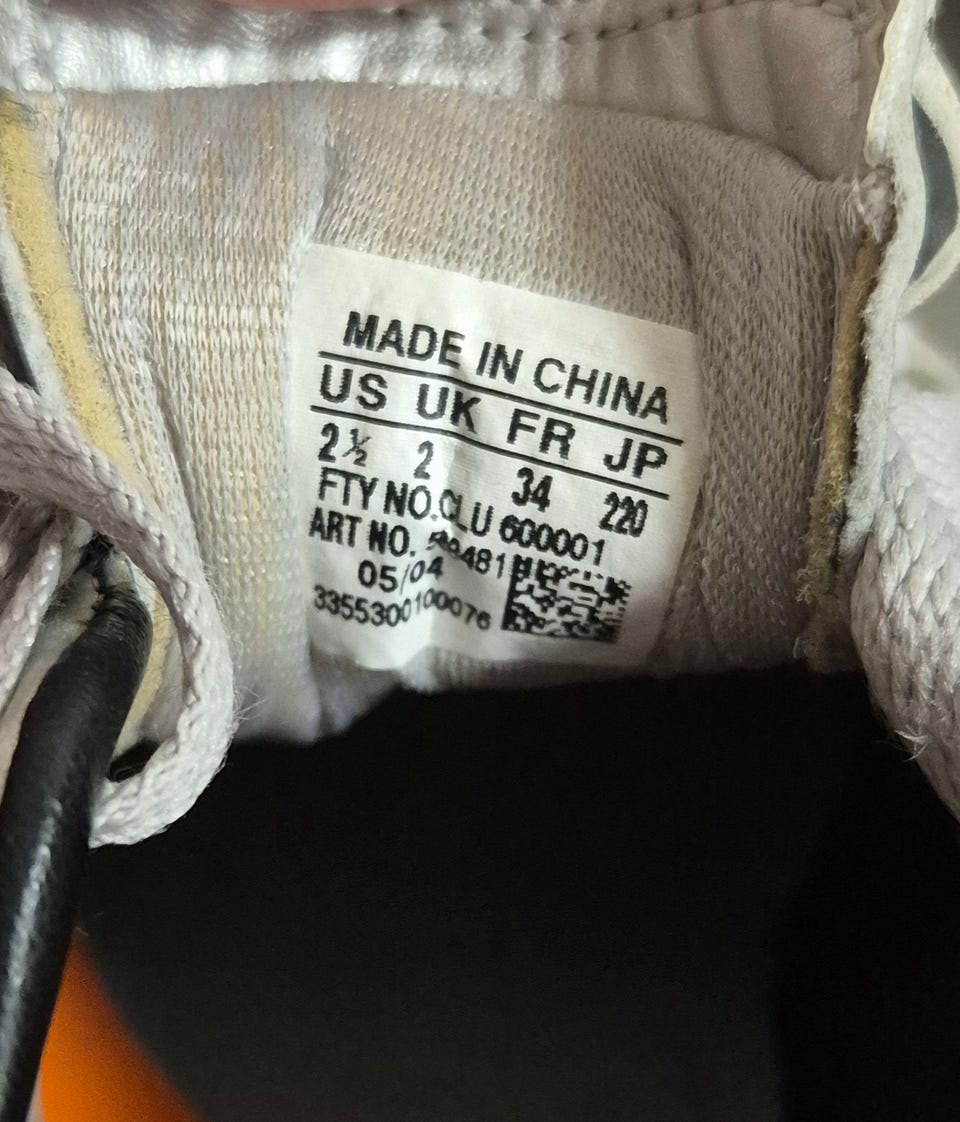 MADE IN CHINA
US UK FR JP
2½ 2 34 220
FTY NO.CLU 600001
ART NO.
05/04
3355300100076